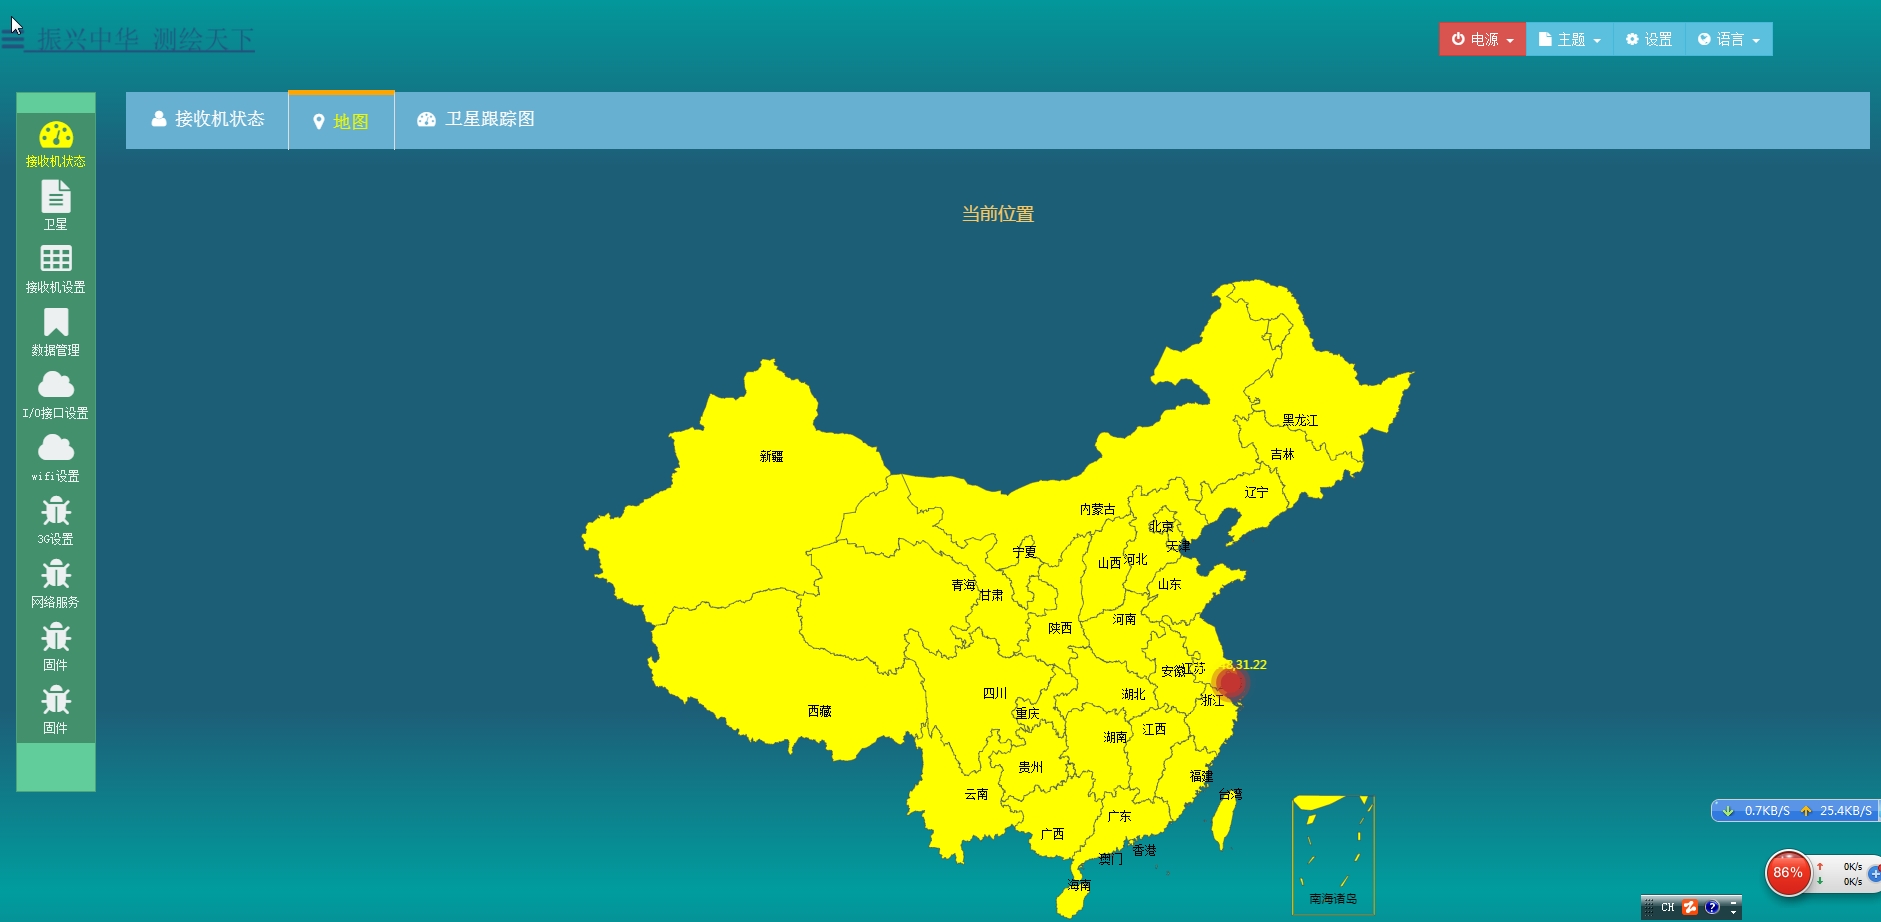 振兴中华 测绘天下
电源
主题
设置
语言
接收机状态
地图
卫星跟踪图
接收机状态
卫星
接收机设置
数据管理
I/O接口设置
wifi设置
3G设置
网络服务
固件
固件
当前位置
黑龙江
吉林
新疆
辽宁
内蒙古
北京
天津
宁夏
山西
河北
青海
甘肃
山东
河南
陕西
安徽
江苏
,31.22
四川
湖北
浙江
西藏
重庆
湖南
江西
贵州
福建
云南
台湾
广东
广西
香港
澳门
海南
南海诸岛
0.7KB/S
25.4KB/S
86%
0K/s
0K/s
CH